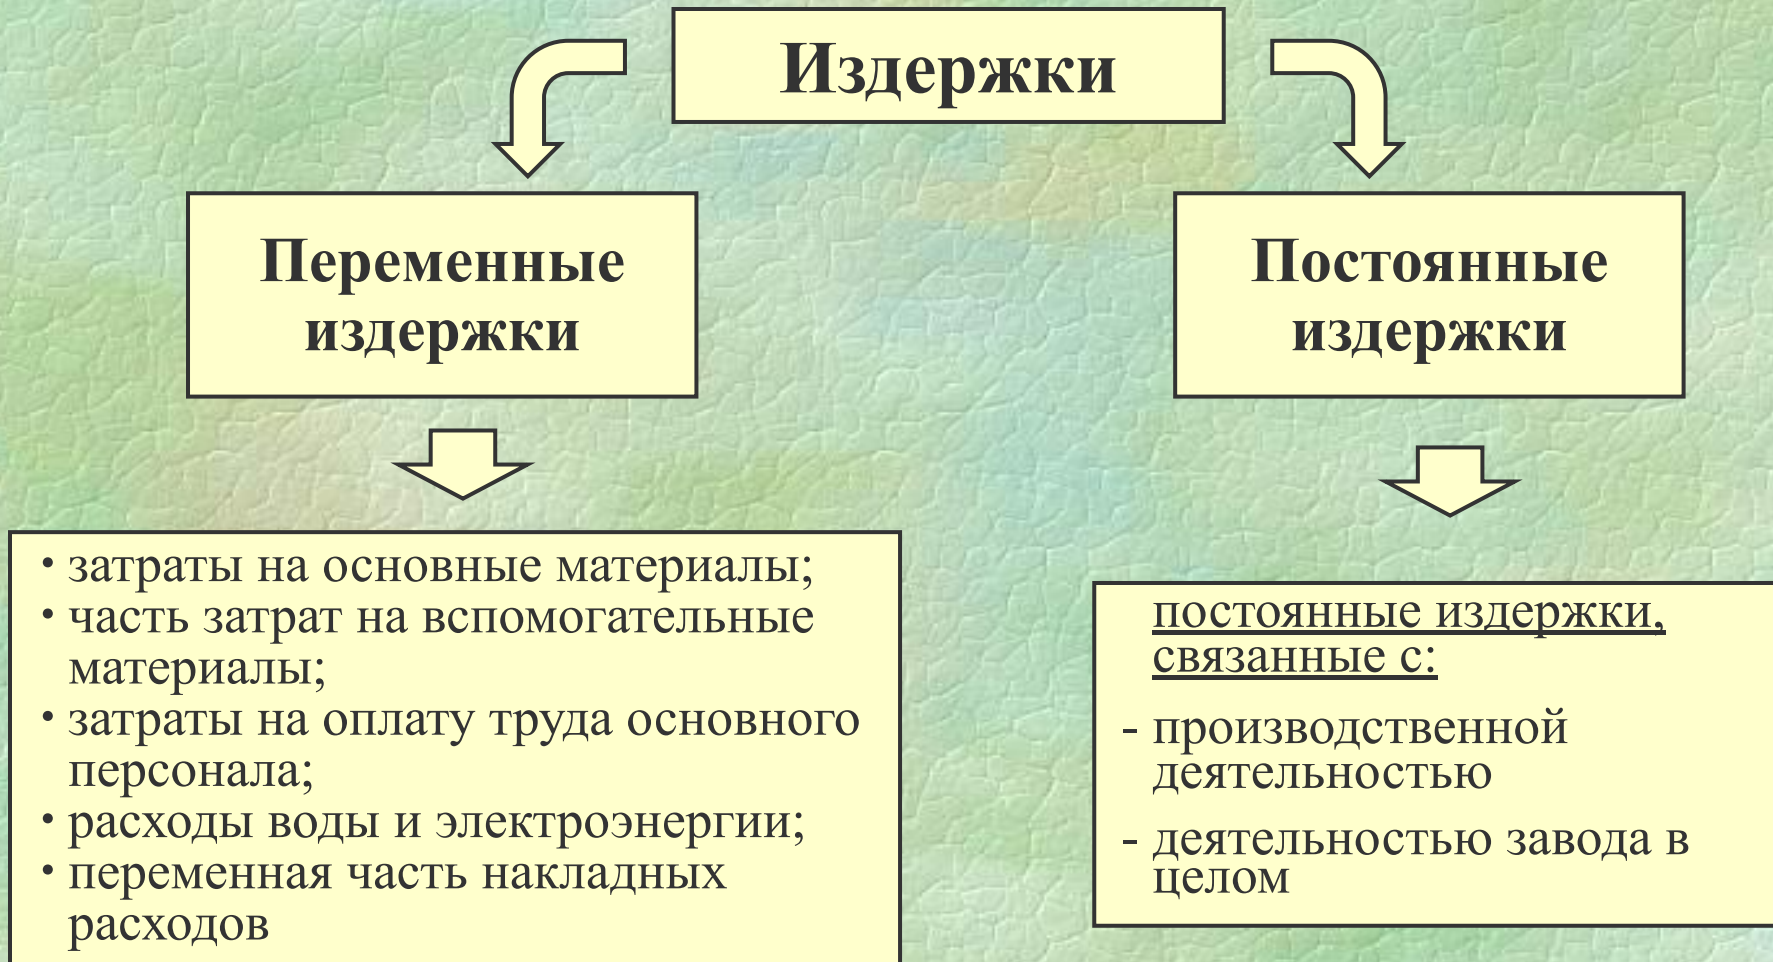 Издержки
Переменные
издержки
Постоянные
издержки
· затраты на основные материалы;
· часть затрат на вспомогательные
материалы;
· затраты на оплату труда основного
персонала;
· расходы воды и электроэнергии;
· переменная часть накладных
расходов
постоянные издержки,
связанные с:
- производственной
деятельностью
- деятельностью завода в
целом